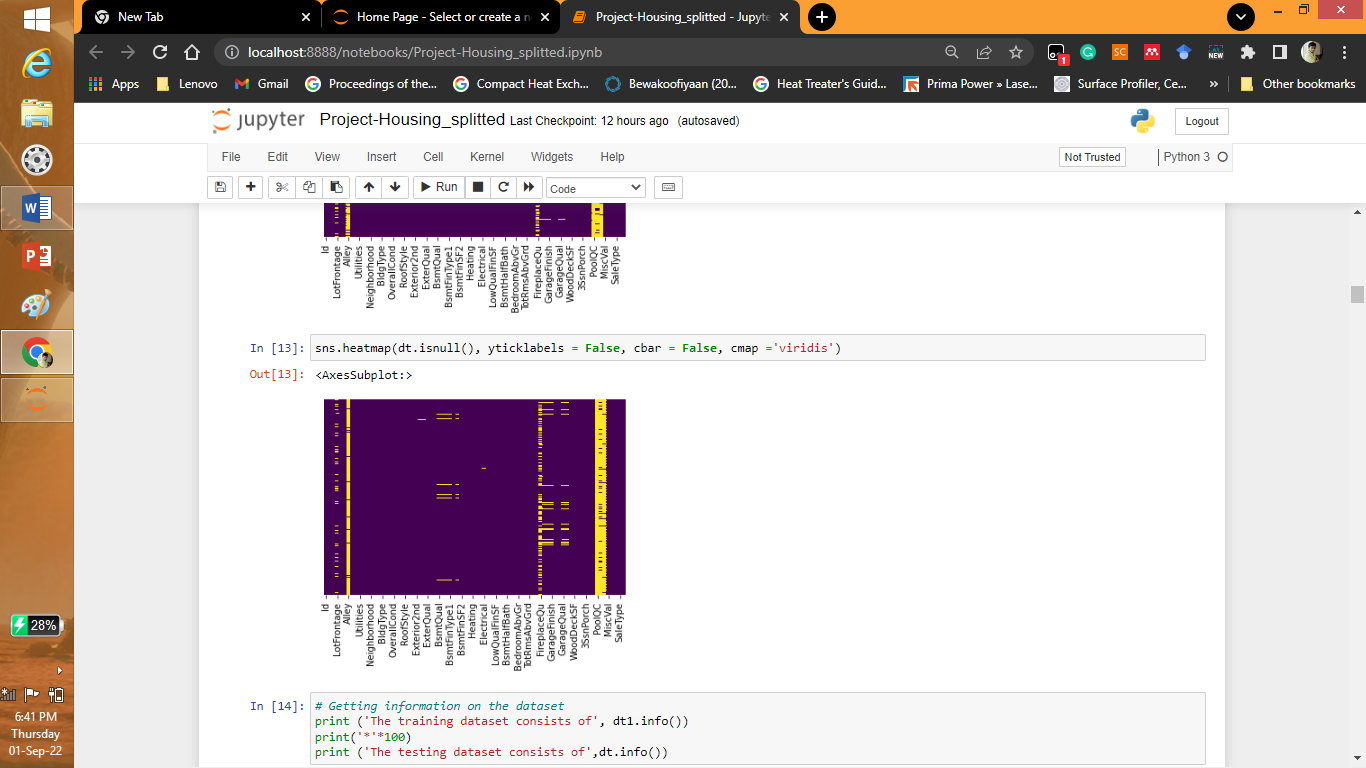 New Tab
Home Page - Select or create a n
Project-Housing_splitted - Jupyte
localhost:8888/notebooks/Project-Housing_splitted.ipynb
SC
NEW
1
Apps
Lenovo
Gmail
Proceedings of the...
Compact Heat Exch...
Bewakoofiyaan (20...
Heat Treater's Guid...
Prima Power » Lase...
Surface Profiler, Ce...
»
Other bookmarks
jupyter Project-Housing_splitted Last Checkpoint: 12 hours ago (autosaved)
Logout
File Edit View Insert Cell Kernel Widgets Help
Not Trusted
Python 3
Run
Code
Id
LotFrontage
Alley
Utilities
Neighborhood
BldgType
OverallCond
RoofStyle
Exterior2nd
ExterQual
BsmtQual
BsmtFinType1
BsmtFinSF2
Heating
Electrical
LowQualFinSF
BsmtHalfBath
BedroomAbvGr
TotRmsAbvGrd
FireplaceQu
GarageFinish
GarageQual
WoodDeckSF
3SsnPorch
PoolQC
MiscVal
SaleType
In [13]: sns.heatmap(dt.isnull(), yticklabels = False, cbar = False, cmap ='viridis')
Out[13]: <AxesSubplot:>
Id
LotFrontage
Alley
Utilities
Neighborhood
BldgType
OverallCond
RoofStyle
Exterior2nd
ExterQual
BsmtQual
BsmtFinType1
BsmtFinSF2
Heating
Electrical
LowQualFinSF
BsmtHalfBath
BedroomAbvGr
TotRmsAbvGrd
FireplaceQu
GarageFinish
GarageQual
WoodDeckSF
3SsnPorch
PoolQC
MiscVal
SaleType
In [14]: # Getting information on the dataset
print ('The training dataset consists of', dt1.info())
print('*'*100)
print ('The testing dataset consists of',dt.info())
28%
6:41 PM
Thursday
01-Sep-22